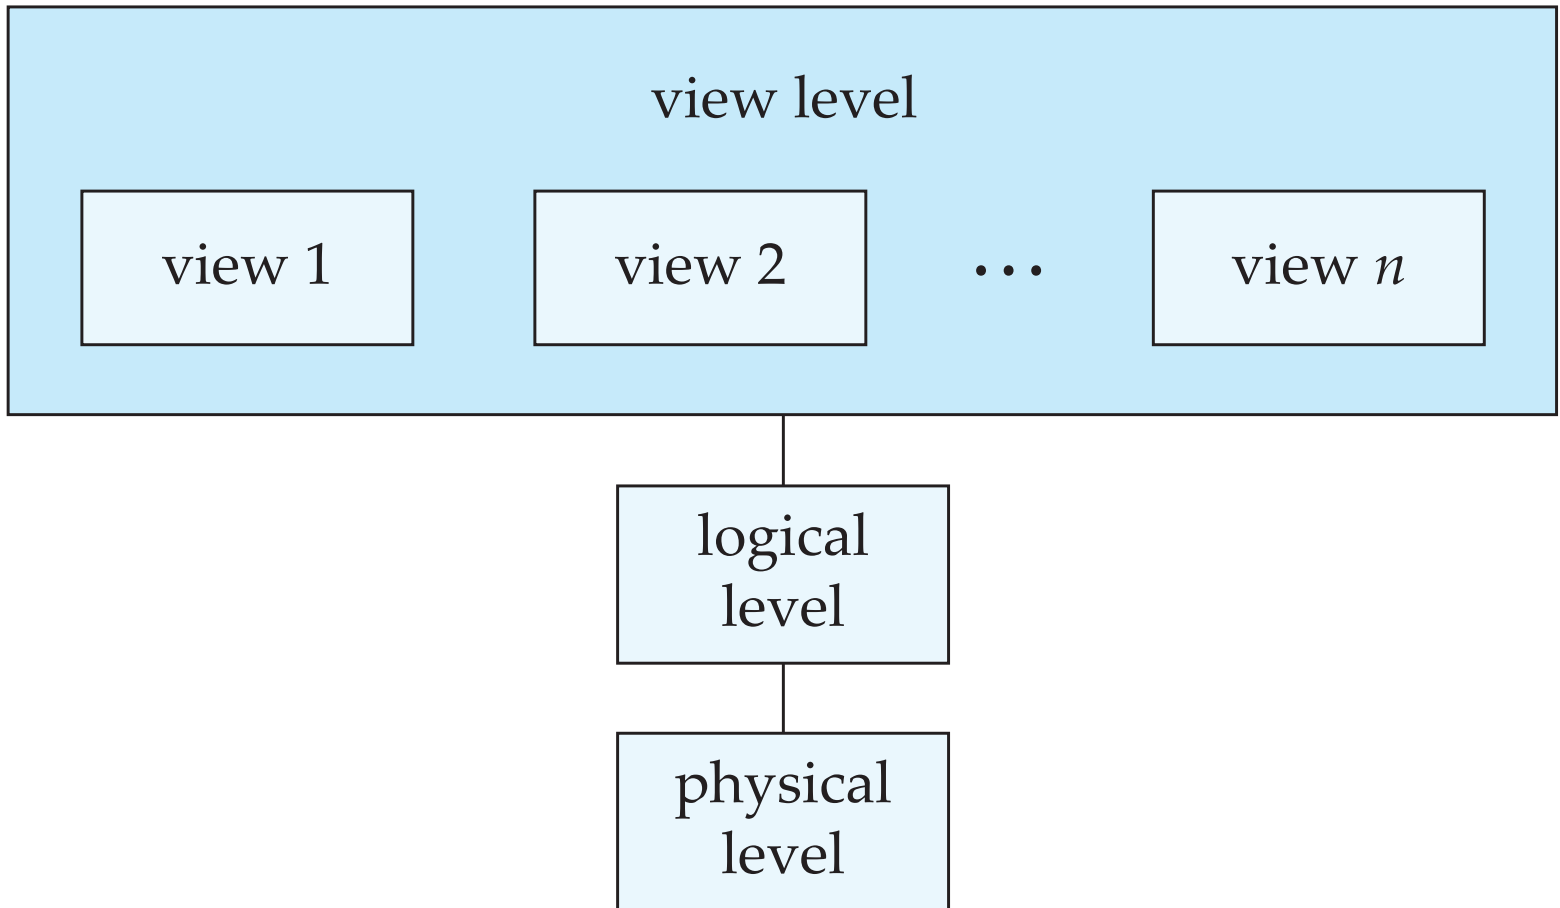 view level
view 1 view 2 ... view n
logical
level
physical
level